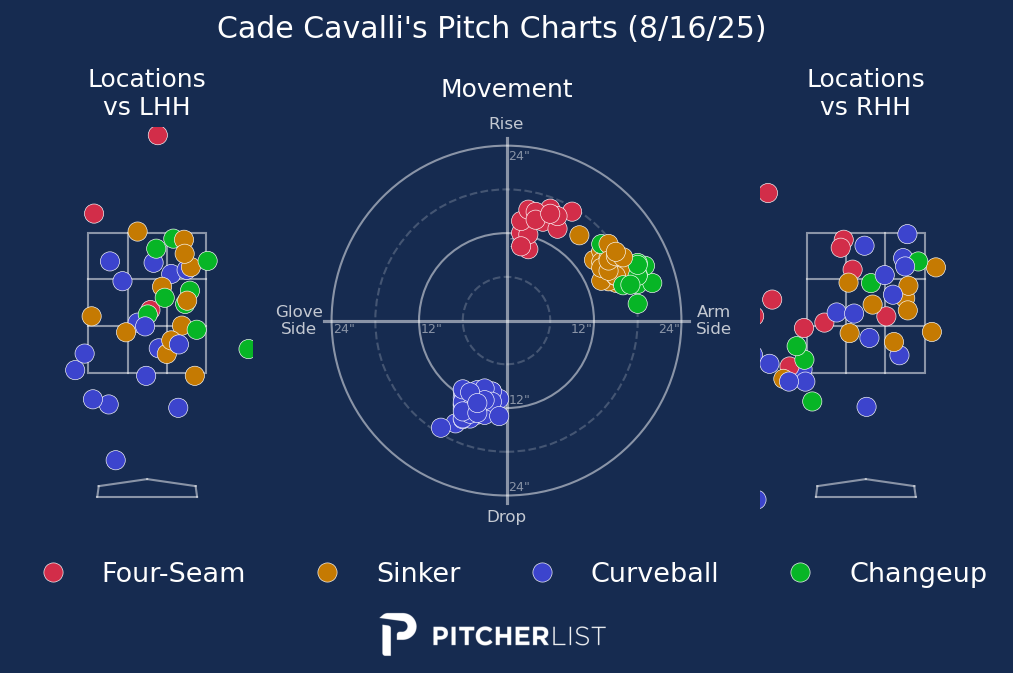 Cade Cavalli's Pitch Charts (8/16/25)
Locations
vs LHH
Movement
Locations
vs RHH
Rise
24"
Glove
Side
24"
12"
12"
24"
Arm
Side
12"
24"
Drop
Four-Seam
Sinker
Curveball
Changeup
PITCHERLIST